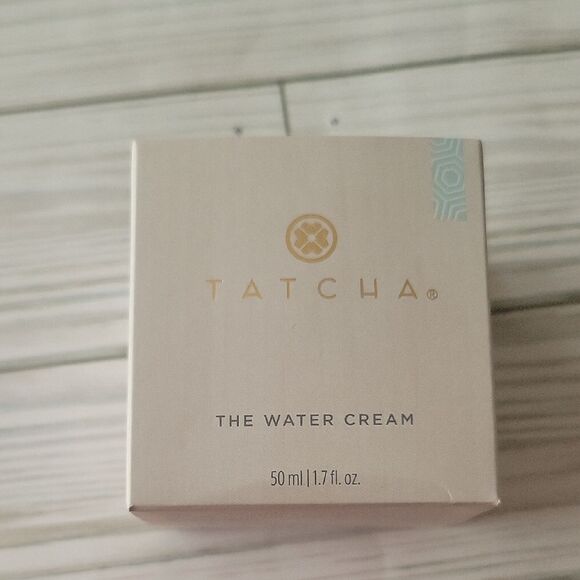 TATCHA®
THE WATER CREAM
50 ml | 1.7 fl. oz.